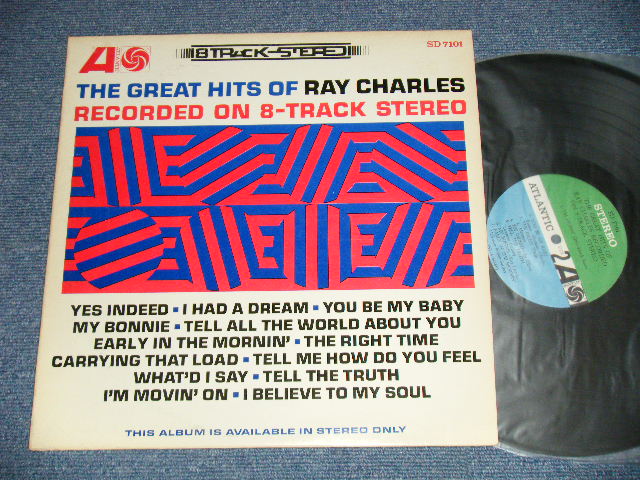 ATLANTIC
8 TRACK-STEREO
SD 7101
THE GREAT HITS OF RAY CHARLES
RECORDED ON 8-TRACK STEREO
YES INDEED ▪ I HAD A DREAM ▪ YOU BE MY BABY
MY BONNIE ▪ TELL ALL THE WORLD ABOUT YOU
EARLY IN THE MORNIN' ▪ THE RIGHT TIME
CARRYING THAT LOAD ▪ TELL ME HOW DO YOU FEEL
WHAT'D I SAY ▪ TELL THE TRUTH
I'M MOVIN' ON ▪ I BELIEVE TO MY SOUL
THIS ALBUM IS AVAILABLE IN STEREO ONLY
ATLANTIC
2
STEREO